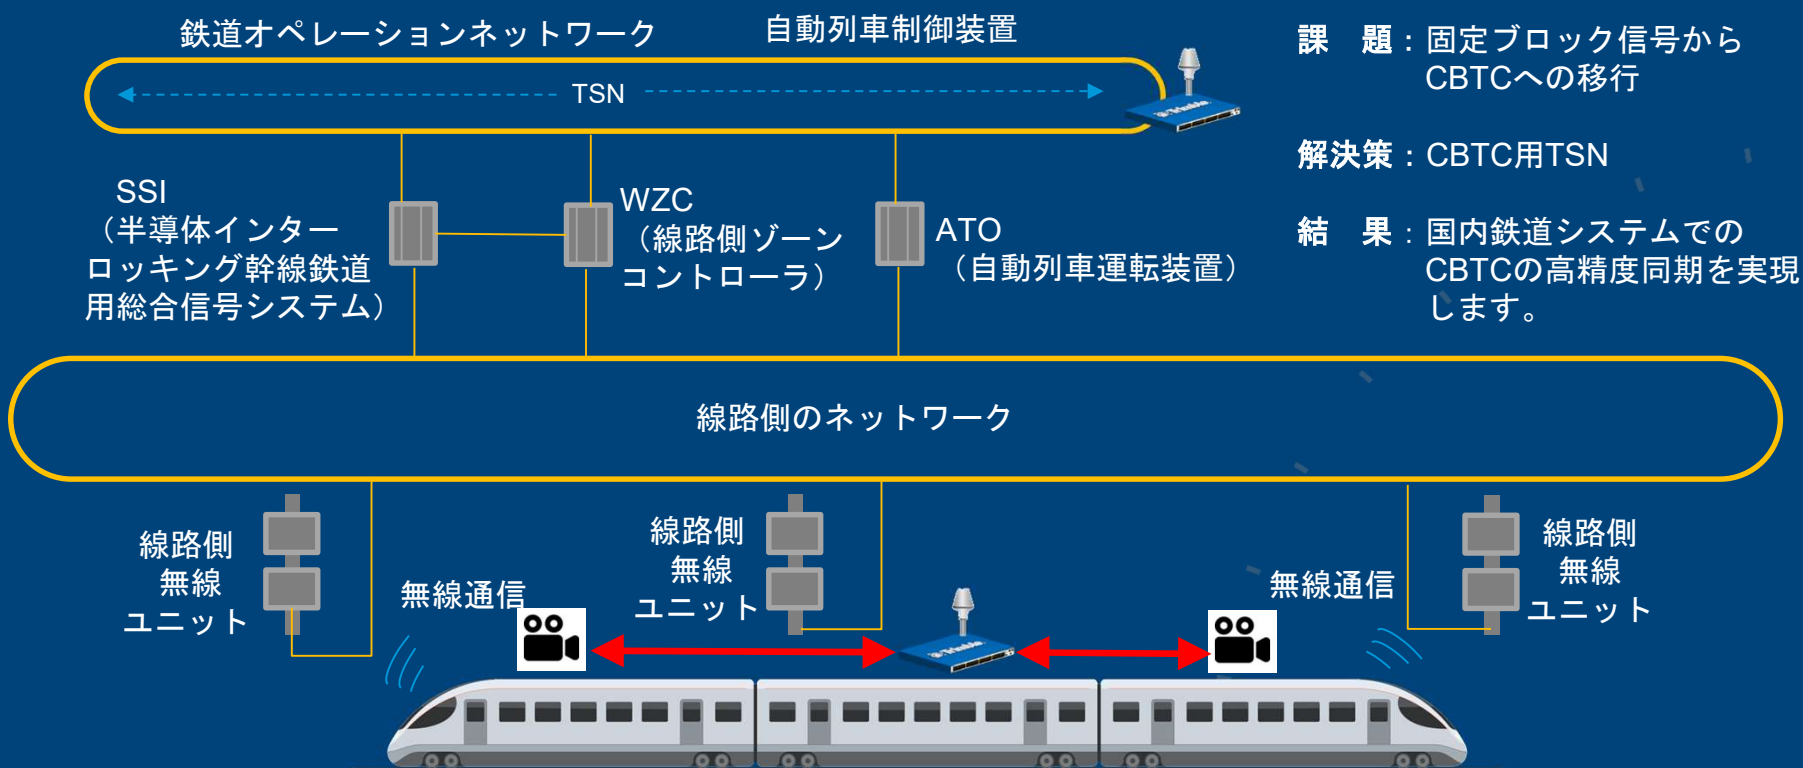 鉄道オペレーションネットワーク
自動列車制御装置
TSN
Trimble
SSI
（半導体インター
ロッキング幹線鉄道
用総合信号システム）
WZC
（線路側ゾーン
コントローラ）
ATO
（自動列車運転装置）
課　題：固定ブロック信号から
CBTCへの移行
解決策：CBTC用TSN
結　果：国内鉄道システムでの
CBTCの高精度同期を実現
します。
線路側のネットワーク
線路側
無線
ユニット
無線通信
線路側
無線
ユニット
Trimble
無線通信
線路側
無線
ユニット